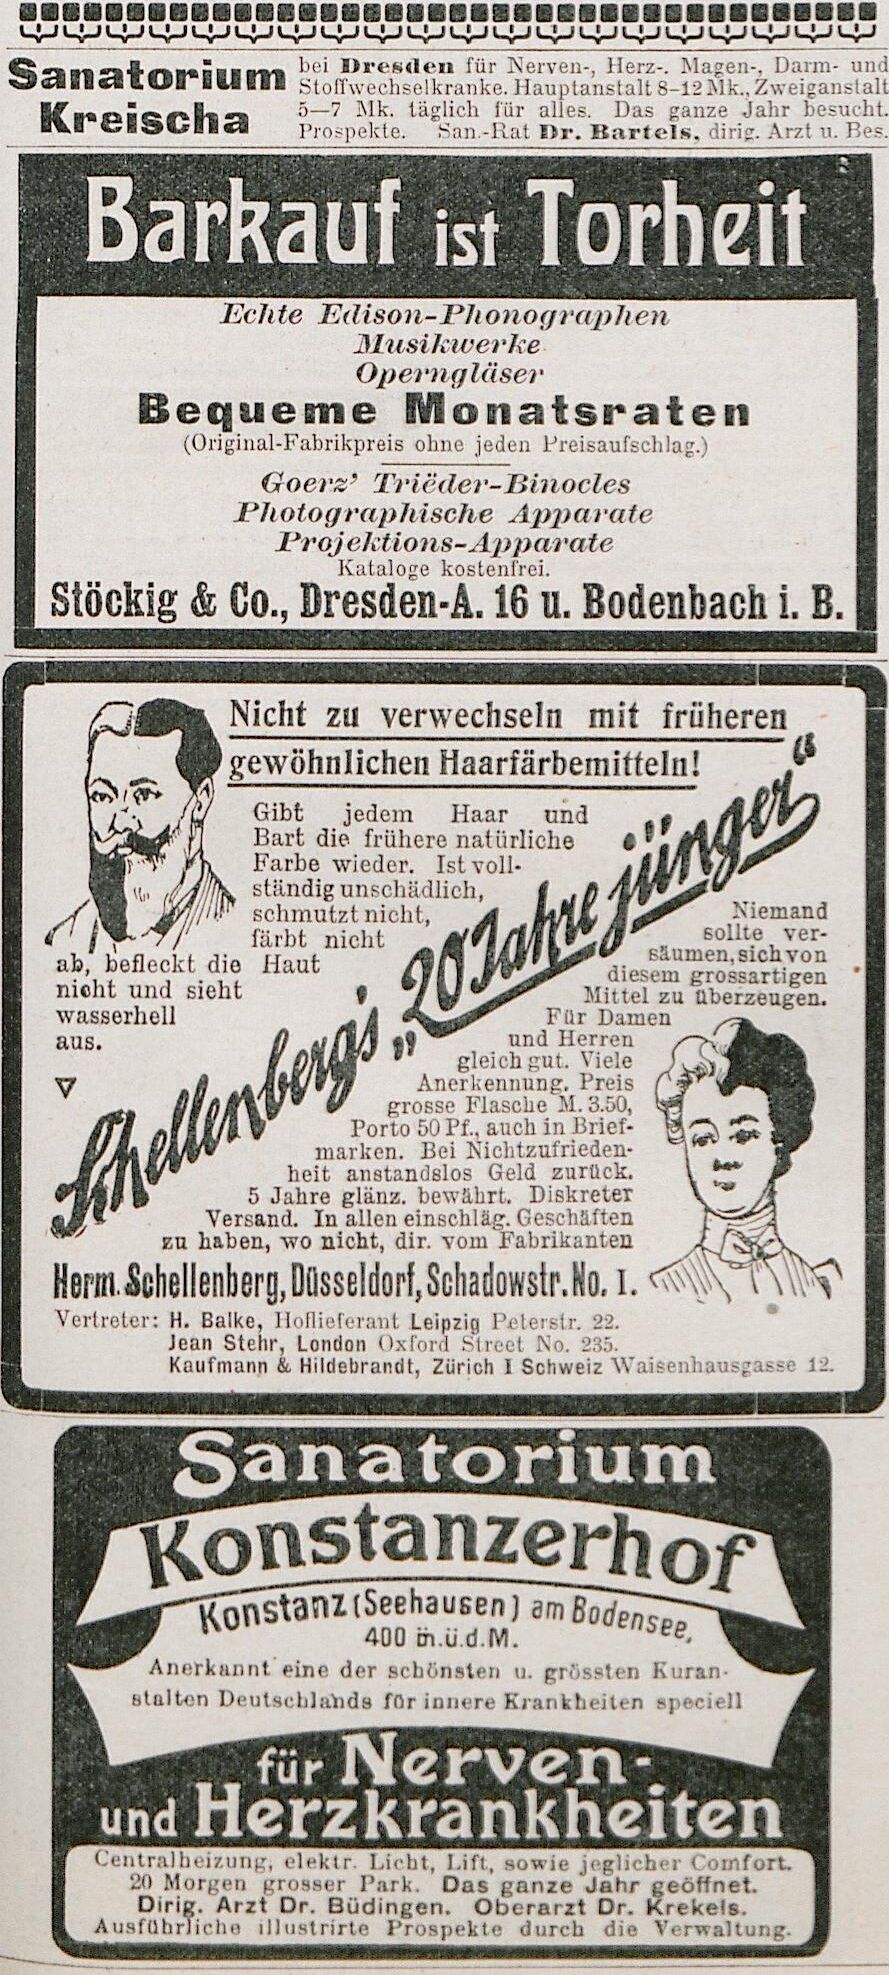 Sanatorium
Kreischa
bei Dresden für Nerven-, Herz-, Magen-, Darm- und
Stoffwechselkranke. Hauptanstalt 8-12 Mk., Zweiganstalt
5—7 Mk. täglich für alles. Das ganze Jahr besucht.
Prospekte. San.-Rat Dr. Bartels, dirig. Arzt u. Bes.
Barkauf ist Torheit
Echte Edison-Phonographen
Musikwerke
Operngläser
Bequeme Monatsraten
(Original-Fabrikpreis ohne jeden Preisaufschlag.)
Goerz' Triëder-Binocles
Photographische Apparate
Projektions-Apparate
Kataloge kostenfrei.
Stöckig & Co., Dresden-A. 16 u. Bodenbach i. B.
Nicht zu verwechseln mit früheren
gewöhnlichen Haarfärbemitteln!
Gibt jedem Haar und
Bart die frühere natürliche
Farbe wieder. Ist voll-
ständig unschädlich,
schmutzt nicht,
färbt nicht
ab, befleckt die Haut
nicht und sieht
wasserhell
aus.
Schellenberg's „20 Jahre jünger“
Niemand
sollte ver-
säumen, sich von
diesem grossartigen
Mittel zu überzeugen.
Für Damen
und Herren
gleich gut. Viele
Anerkennung. Preis
grosse Flasche M. 3.50,
Porto 50 Pf., auch in Brief-
marken. Bei Nichtzufrieden-
heit anstandslos Geld zurück.
5 Jahre glänz. bewährt. Diskreter
Versand. In allen einschläg. Geschäften
zu haben, wo nicht, dir. vom Fabrikanten
Herm. Schellenberg, Düsseldorf, Schadowstr. No. 1.
Vertreter: H. Balke, Hoflieferant Leipzig Peterstr. 22.
Jean Stehr, London Oxford Street No. 235.
Kaufmann & Hildebrandt, Zürich I Schweiz Waisenhausgasse 12.
Sanatorium
Konstanzerhof
Konstanz (Seehausen) am Bodensee,
400 m.ü.d.M.
Anerkannt eine der schönsten u. grössten Kuran-
stalten Deutschlands für innere Krankheiten speciell
für Nerven-
und Herzkrankheiten
Centralheizung, elektr. Licht, Lift, sowie jeglicher Comfort.
20 Morgen grosser Park. Das ganze Jahr geöffnet.
Dirig. Arzt Dr. Büdingen. Oberarzt Dr. Krekels.
Ausführliche illustrirte Prospekte durch die Verwaltung.